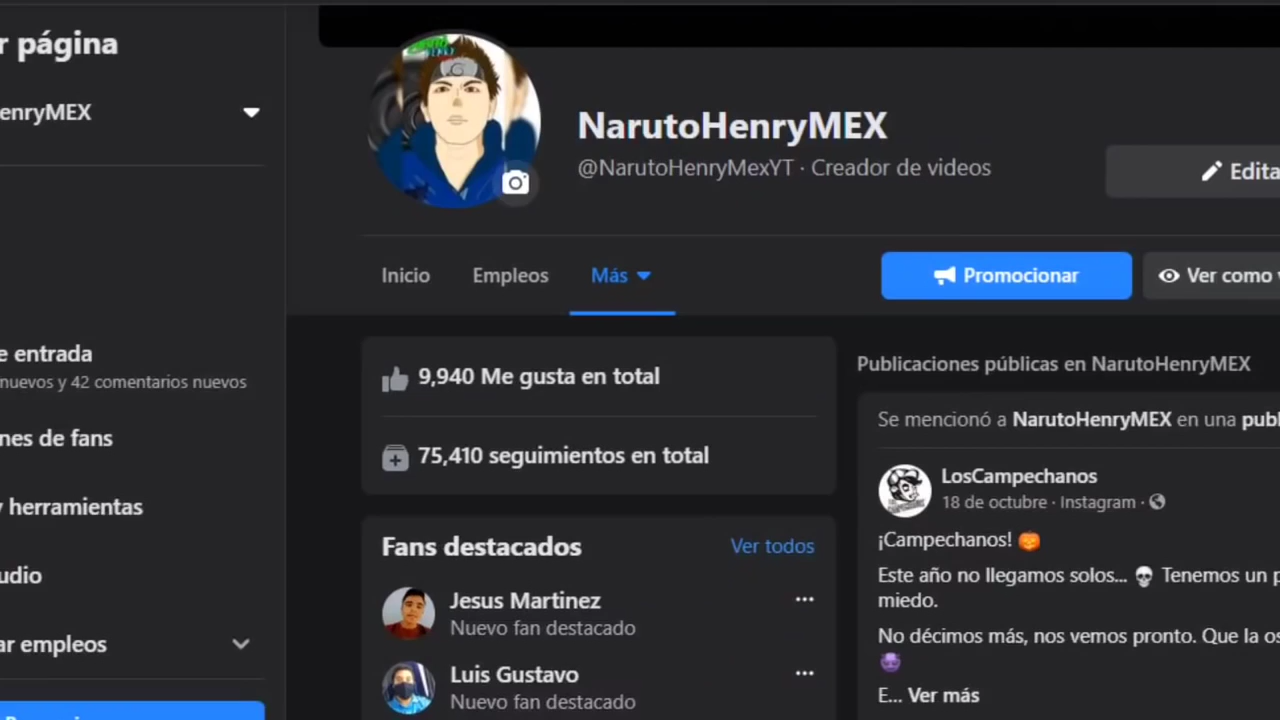 r página
enryMEX
e entrada
nuevos y 42 comentarios nuevos
nes de fans
y herramientas
udio
ar empleos
NarutoHenryMEX
@NarutoHenryMexYT · Creador de videos
Edita
Inicio
Empleos
Más
Promocionar
Ver como v
9,940 Me gusta en total
75,410 seguimientos en total
Fans destacados
Ver todos
Jesus Martinez
Nuevo fan destacado
Luis Gustavo
Nuevo fan destacado
Publicaciones públicas en NarutoHenryMEX
Se mencionó a NarutoHenryMEX en una publ
LosCampechanos
18 de octubre · Instagram ·
¡Campechanos! 🎃
Este año no llegamos solos... 💀 Tenemos un p
miedo.
No décimos más, nos vemos pronto. Que la os
😈
E... Ver más